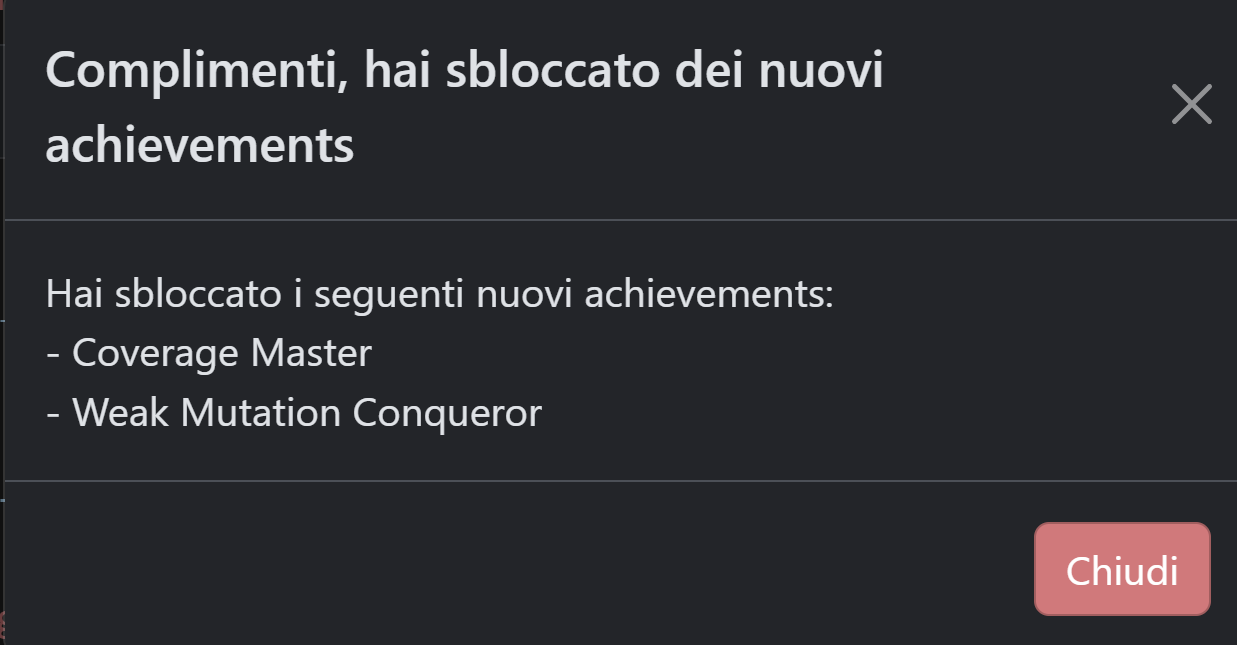 Complimenti, hai sbloccato dei nuovi
achievements
Hai sbloccato i seguenti nuovi achievements:
- Coverage Master
- Weak Mutation Conqueror
Chiudi